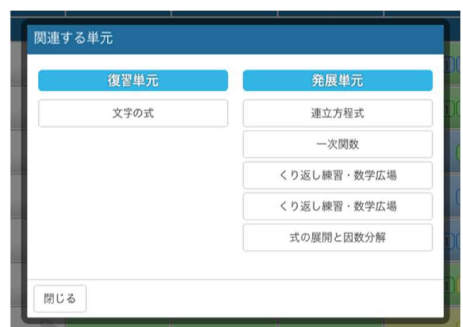 関連する単元
復習単元
文字の式
発展単元
連立方程式
一次関数
くり返し練習・数学広場
くり返し練習・数学広場
式の展開と因数分解
閉じる